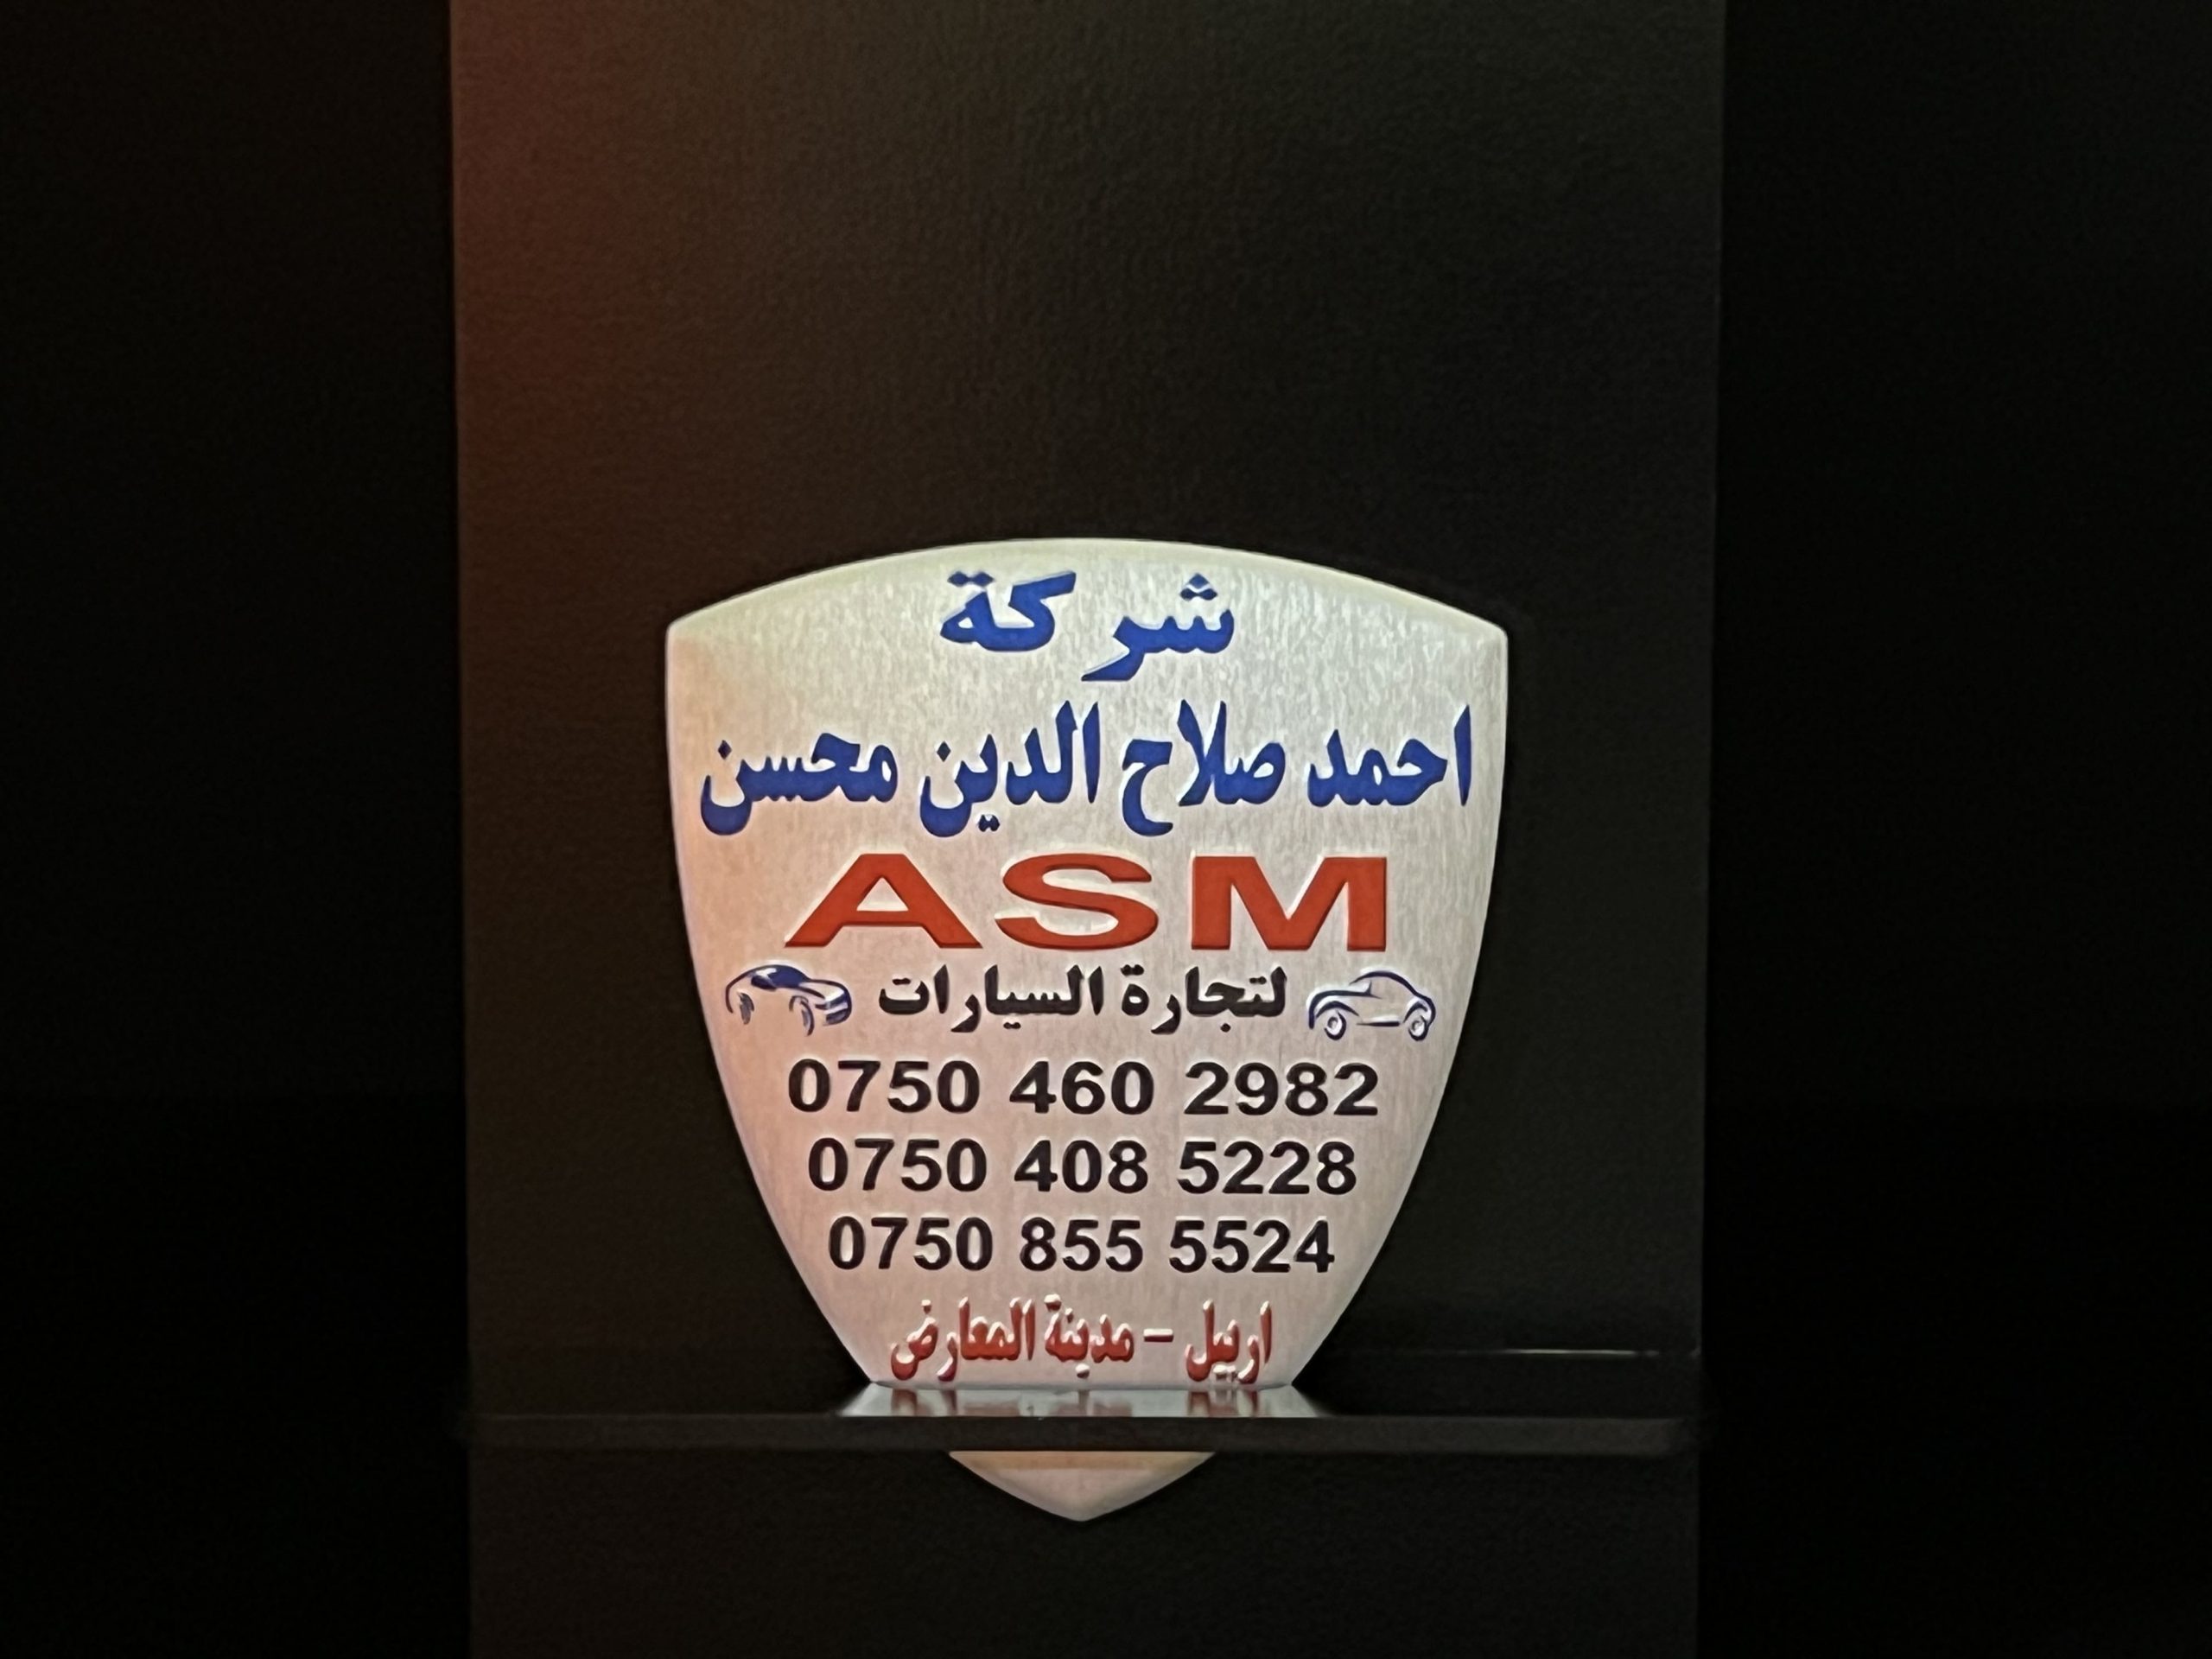 شركة
احمد صلاح الدين محسن
ASM
لتجارة السيارات
0750 460 2982
0750 408 5228
0750 855 5524
اربيل - مدينة المعارض